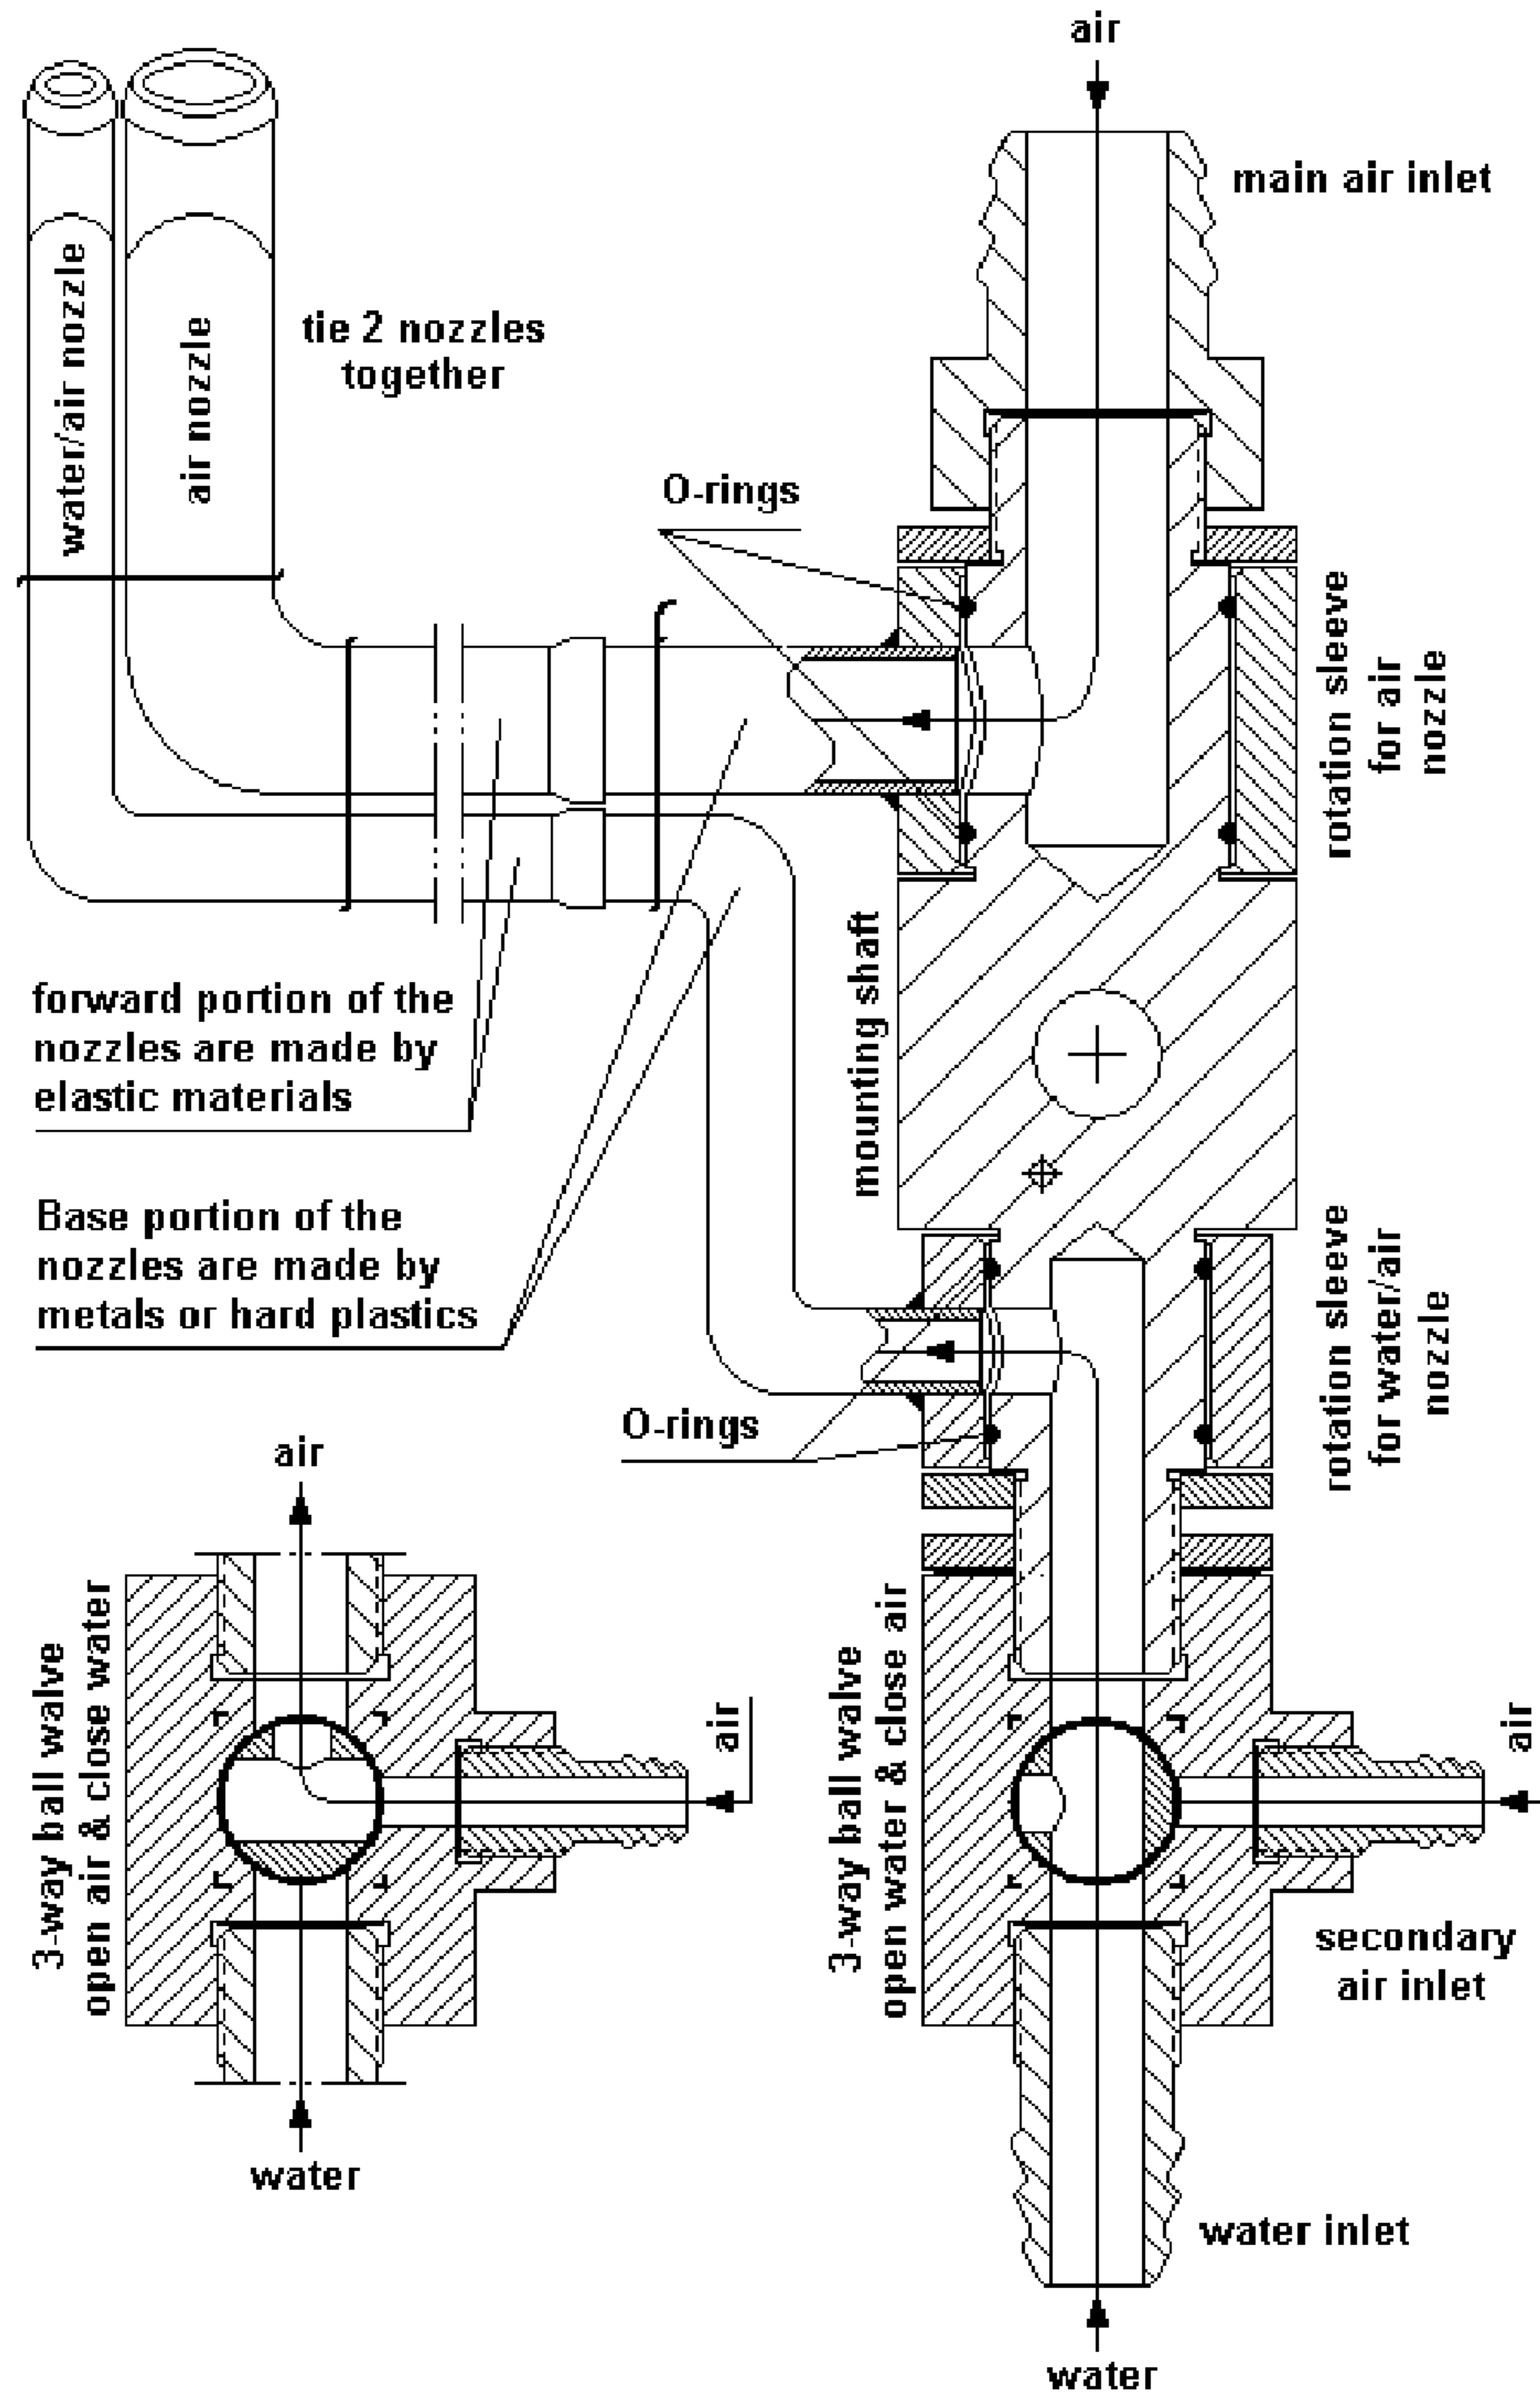 air
main air inlet
water/air nozzle
air nozzle
tie 2 nozzles
together
O-rings
rotation sleeve
for air
nozzle
mounting shaft
forward portion of the
nozzles are made by
elastic materials
Base portion of the
nozzles are made by
metals or hard plastics
rotation sleeve
for water/air
nozzle
O-rings
air
3-way ball walve
open air & close water
air
water
3-way ball walve
open water & close air
air
secondary
air inlet
water inlet
water